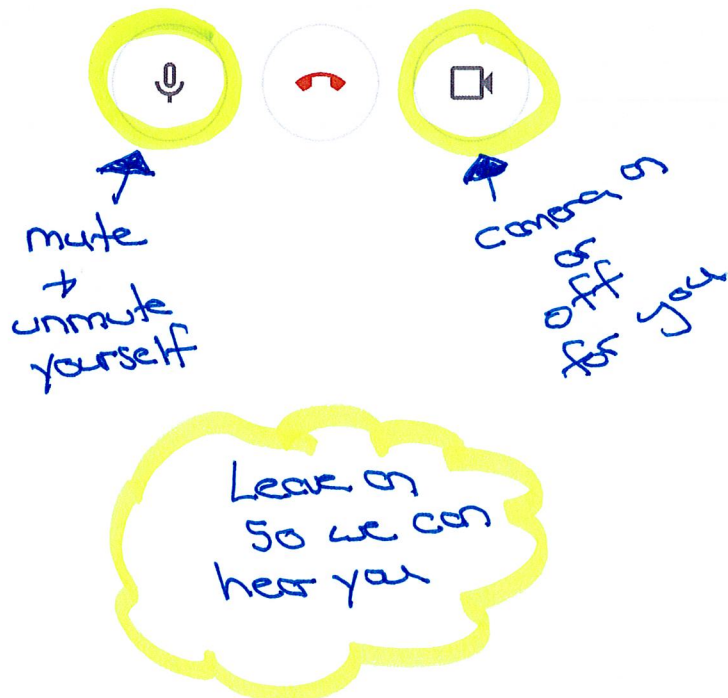 mute
+
unmute
yourself
camera on
or
off
for you
Leave on
so we can
hear you